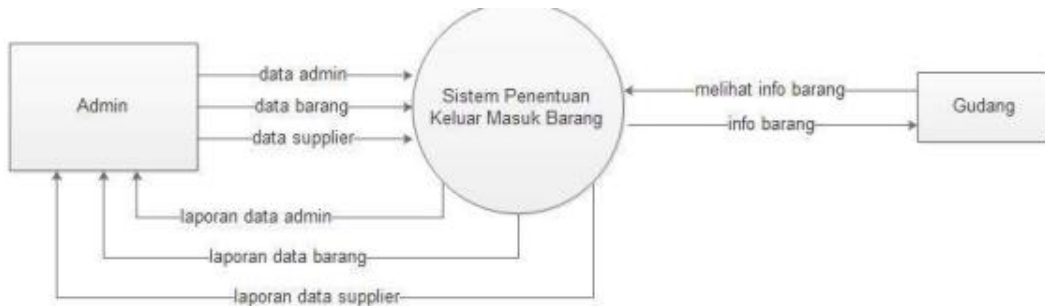 Admin
data admin
data barang
data supplier
Sistem Penentuan
Keluar Masuk Barang
melihat info barang
info barang
Gudang
laporan data admin
laporan data barang
laporan data supplier